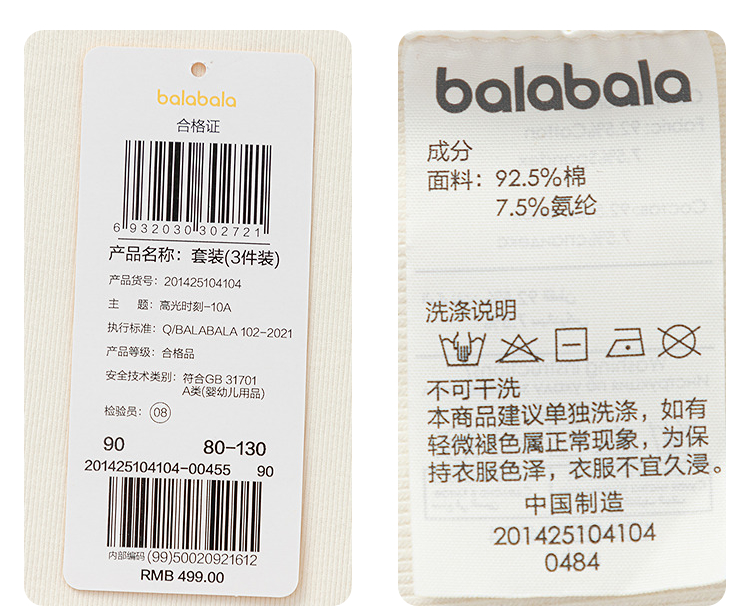 balabala
合格证
6 932030 302721
产品名称：套装(3件装)
产品货号：201425104104
主　题：高光时刻-10A
执行标准：Q/BALABALA 102-2021
产品等级：合格品
安全技术类别：符合GB 31701
A类(婴幼儿用品)
检验员：08
90 80-130
201425104104-00455 90
内部编码 (99)50020921612
RMB 499.00
balabala
成分
面料：92.5%棉
7.5%氨纶
洗涤说明
不可干洗
本商品建议单独洗涤，如有
轻微褪色属正常现象，为保
持衣服色泽，衣服不宜久浸。
中国制造
201425104104
0484